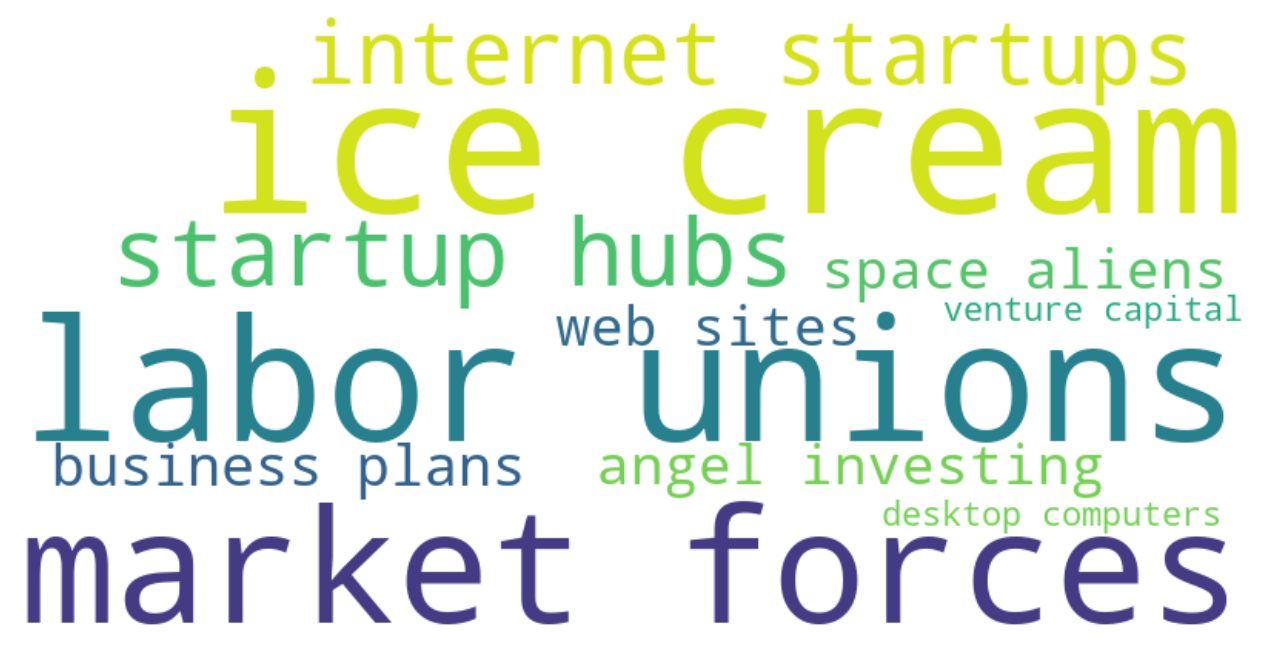 internet startups
ice cream
startup hubs
space aliens
venture capital
web sites
labor unions
business plans
angel investing
desktop computers
market forces